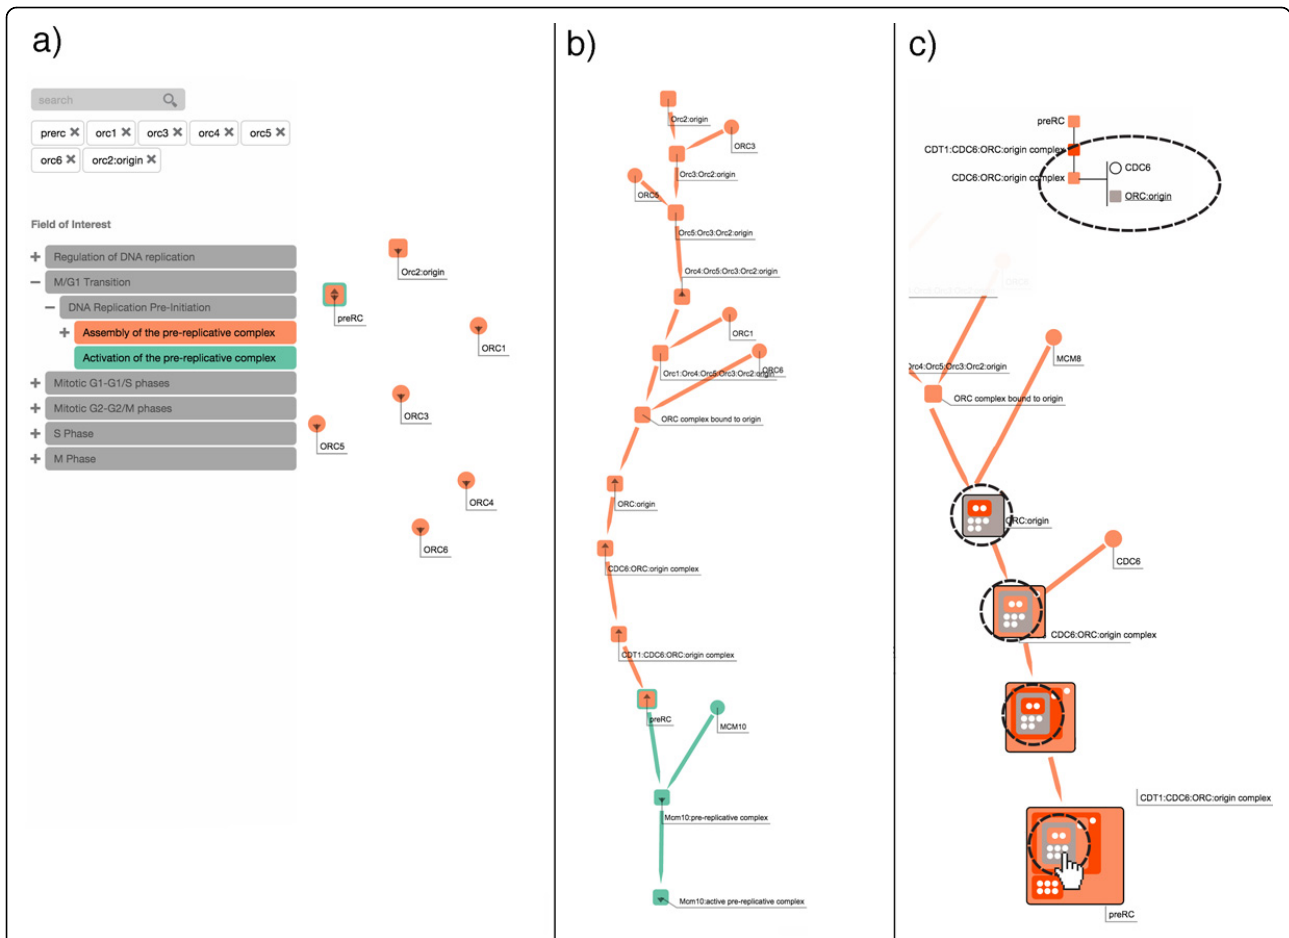 a)
search
prerc ✕ orc1 ✕ orc3 ✕ orc4 ✕ orc5 ✕
orc6 ✕ orc2:origin ✕
Field of Interest
+ Regulation of DNA replication
− M/G1 Transition
− DNA Replication Pre-Initiation
+ Assembly of the pre-replicative complex
Activation of the pre-replicative complex
+ Mitotic G1-G1/S phases
+ Mitotic G2-G2/M phases
+ S Phase
+ M Phase
Orc2:origin
preRC
ORC1
ORC3
ORC5
ORC4
ORC6
b)
Orc2:origin
ORC3
Orc3:Orc2:origin
ORC5
Orc5:Orc3:Orc2:origin
Orc4:Orc5:Orc3:Orc2:origin
ORC1
ORC6
Orc1:Orc4:Orc5:Orc3:Orc2:origin
ORC complex bound to origin
ORC:origin
CDC6:ORC:origin complex
CDT1:CDC6:ORC:origin complex
preRC
MCM10
Mcm10:pre-replicative complex
Mcm10:active pre-replicative complex
c)
preRC
CDT1:CDC6:ORC:origin complex
CDC6:ORC:origin complex
CDC6
ORC:origin
MCM8
Orc4:Orc5:Orc3:Orc2:origin
ORC complex bound to origin
ORC:origin
CDC6
CDC6:ORC:origin complex
CDT1:CDC6:ORC:origin complex
preRC